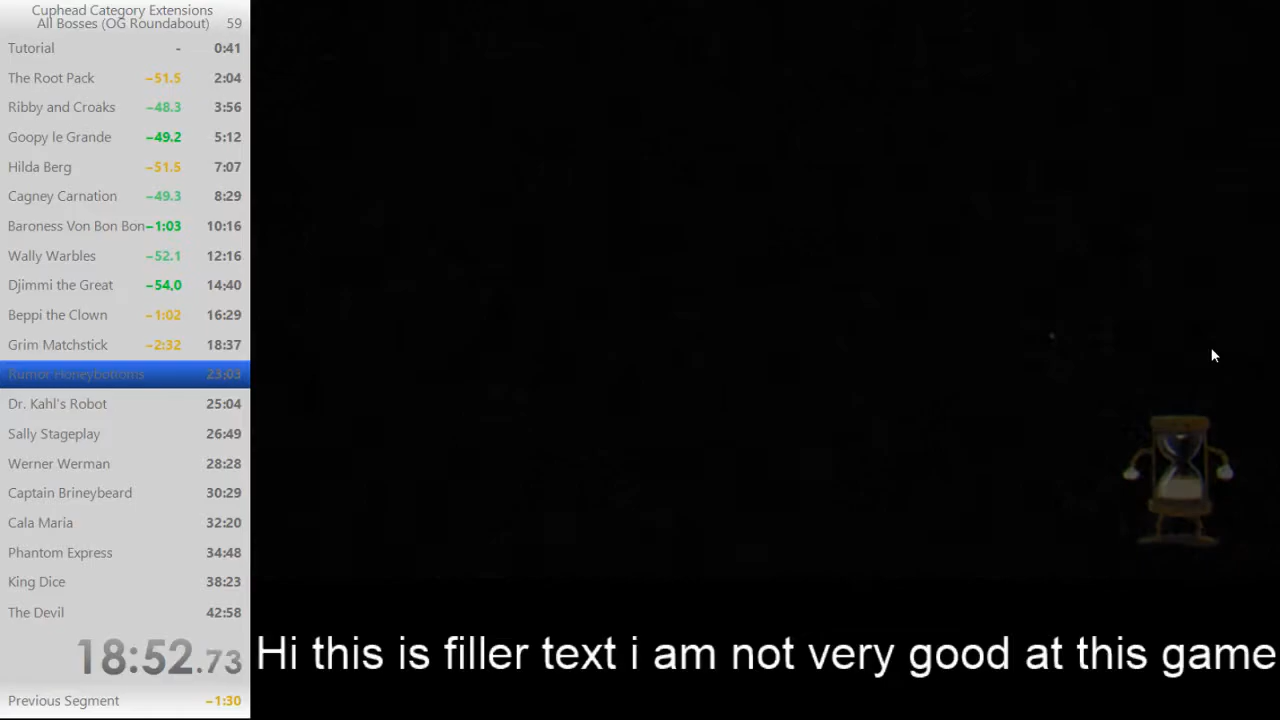 Cuphead Category Extensions
All Bosses (OG Roundabout) 59
Tutorial - 0:41
The Root Pack −51.5 2:04
Ribby and Croaks −48.3 3:56
Goopy le Grande −49.2 5:12
Hilda Berg −51.5 7:07
Cagney Carnation −49.3 8:29
Baroness Von Bon Bon −1:03 10:16
Wally Warbles −52.1 12:16
Djimmi the Great −54.0 14:40
Beppi the Clown −1:02 16:29
Grim Matchstick −2:32 18:37
Rumor Honeybottoms 23:03
Dr. Kahl's Robot 25:04
Sally Stageplay 26:49
Werner Werman 28:28
Captain Brineybeard 30:29
Cala Maria 32:20
Phantom Express 34:48
King Dice 38:23
The Devil 42:58
18:52.73
Previous Segment −1:30
Hi this is filler text i am not very good at this game